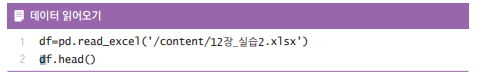 데이터 읽어오기
1 df=pd.read_excel('/content/12장_실습2.xlsx')
2 df.head()